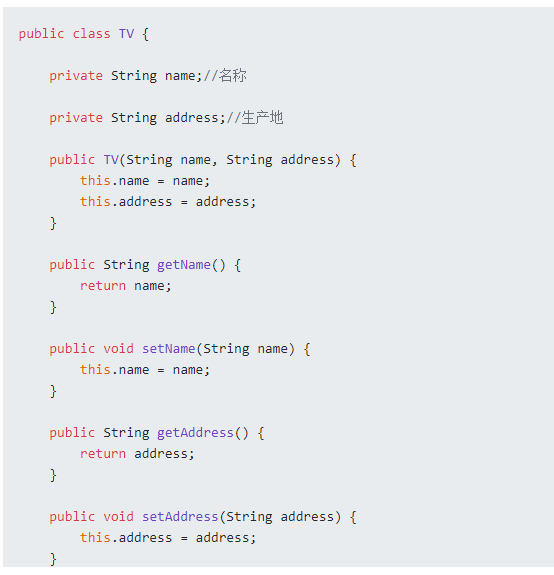 public class TV {
private String name;//名称
private String address;//生产地
public TV(String name, String address) {
this.name = name;
this.address = address;
}
public String getName() {
return name;
}
public void setName(String name) {
this.name = name;
}
public String getAddress() {
return address;
}
public void setAddress(String address) {
this.address = address;
}